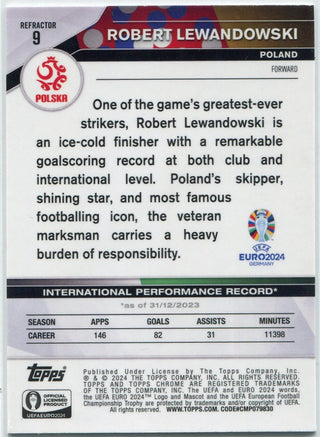 REFRACTOR
9
ROBERT LEWANDOWSKI
POLAND
FORWARD
POLSKA
One of the game's greatest-ever
strikers, Robert Lewandowski is
an ice-cold finisher with a remarkable
goalscoring record at both club and
international level. Poland's skipper,
shining star, and most famous
footballing icon, the veteran
marksman carries a heavy
burden of responsibility.
UEFA
EURO2024
GERMANY
INTERNATIONAL PERFORMANCE RECORD*
*as of 31/12/2023
SEASON APPS GOALS ASSISTS MINUTES
CAREER 146 82 31 11398
Topps
OFFICIAL
LICENSED
PRODUCT
UEFA EURO2024
Published Under License by The Topps Company, Inc.
® & © 2024 THE TOPPS COMPANY, INC. ALL RIGHTS RESERVED.
TOPPS AND TOPPS CHROME ARE REGISTERED TRADEMARKS
OF THE TOPPS COMPANY, INC. The UEFA and EURO 2024 words,
the UEFA EURO 2024™ Logo and Mascot and the UEFA European Football
Championship Trophy are protected by trademarks and/or copyright of UEFA.
All rights reserved. WWW.TOPPS.COM. CODE#CMP079830